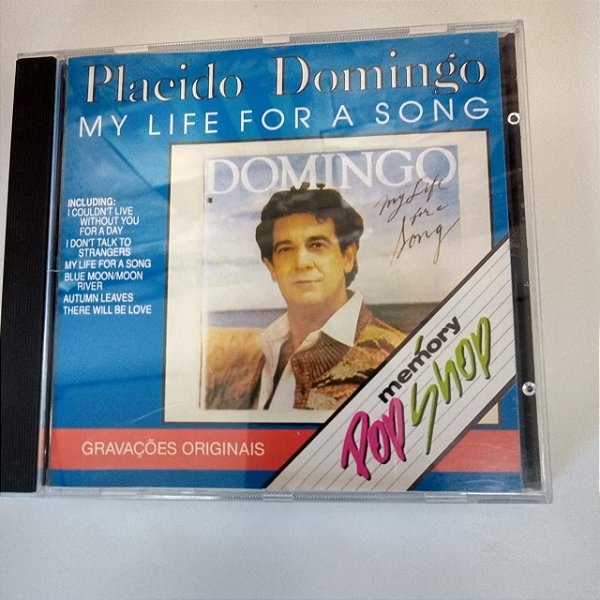 Placido Domingo
MY LIFE FOR A SONG
DOMINGO
My Life
for a
Song
INCLUDING:
I COULDN'T LIVE
WITHOUT YOU
FOR A DAY
I DON'T TALK TO
STRANGERS
MY LIFE FOR A SONG
BLUE MOON/MOON
RIVER
AUTUMN LEAVES
THERE WILL BE LOVE
memory
POP SHOP
GRAVAÇÕES ORIGINAIS